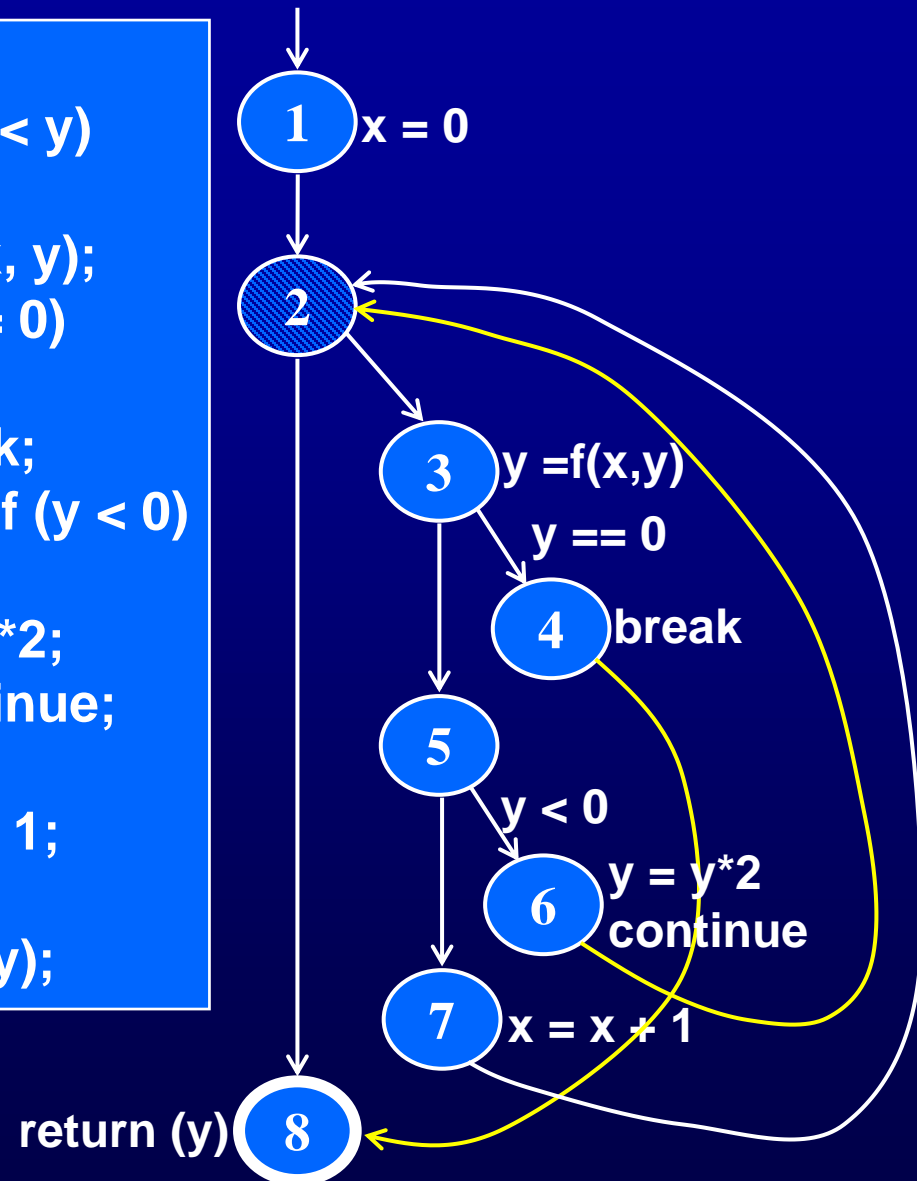 < y)
, y);
= 0)
k;
f (y < 0)
*2;
inue;
1;
y);
1 x = 0
2
3 y =f(x,y)
y == 0
4 break
5
y < 0
6 y = y*2
continue
7 x = x + 1
return (y) 8